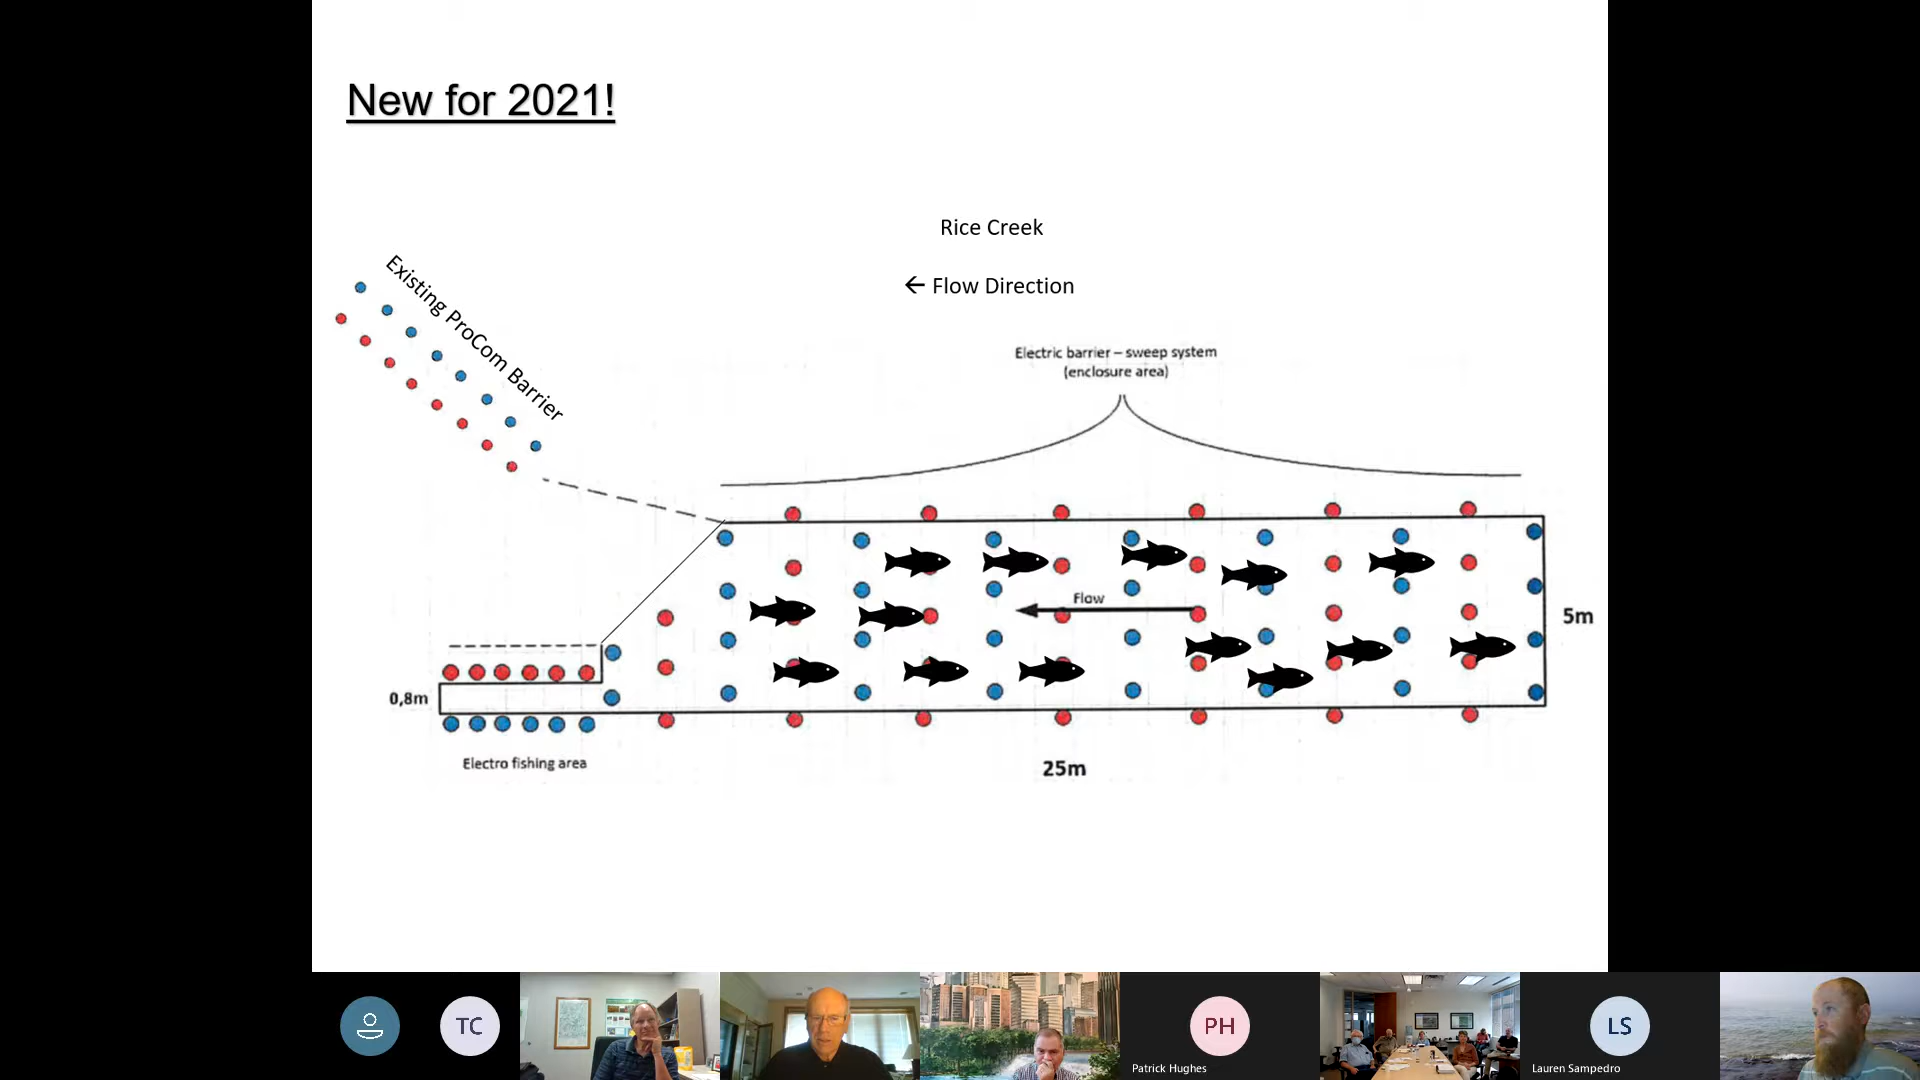 New for 2021!
Rice Creek
← Flow Direction
Existing ProCom Barrier
Electric barrier – sweep system
(enclosure area)
Flow
5m
0,8m
Electro fishing area
25m
TC
PH
Patrick Hughes
LS
Lauren Sampedro